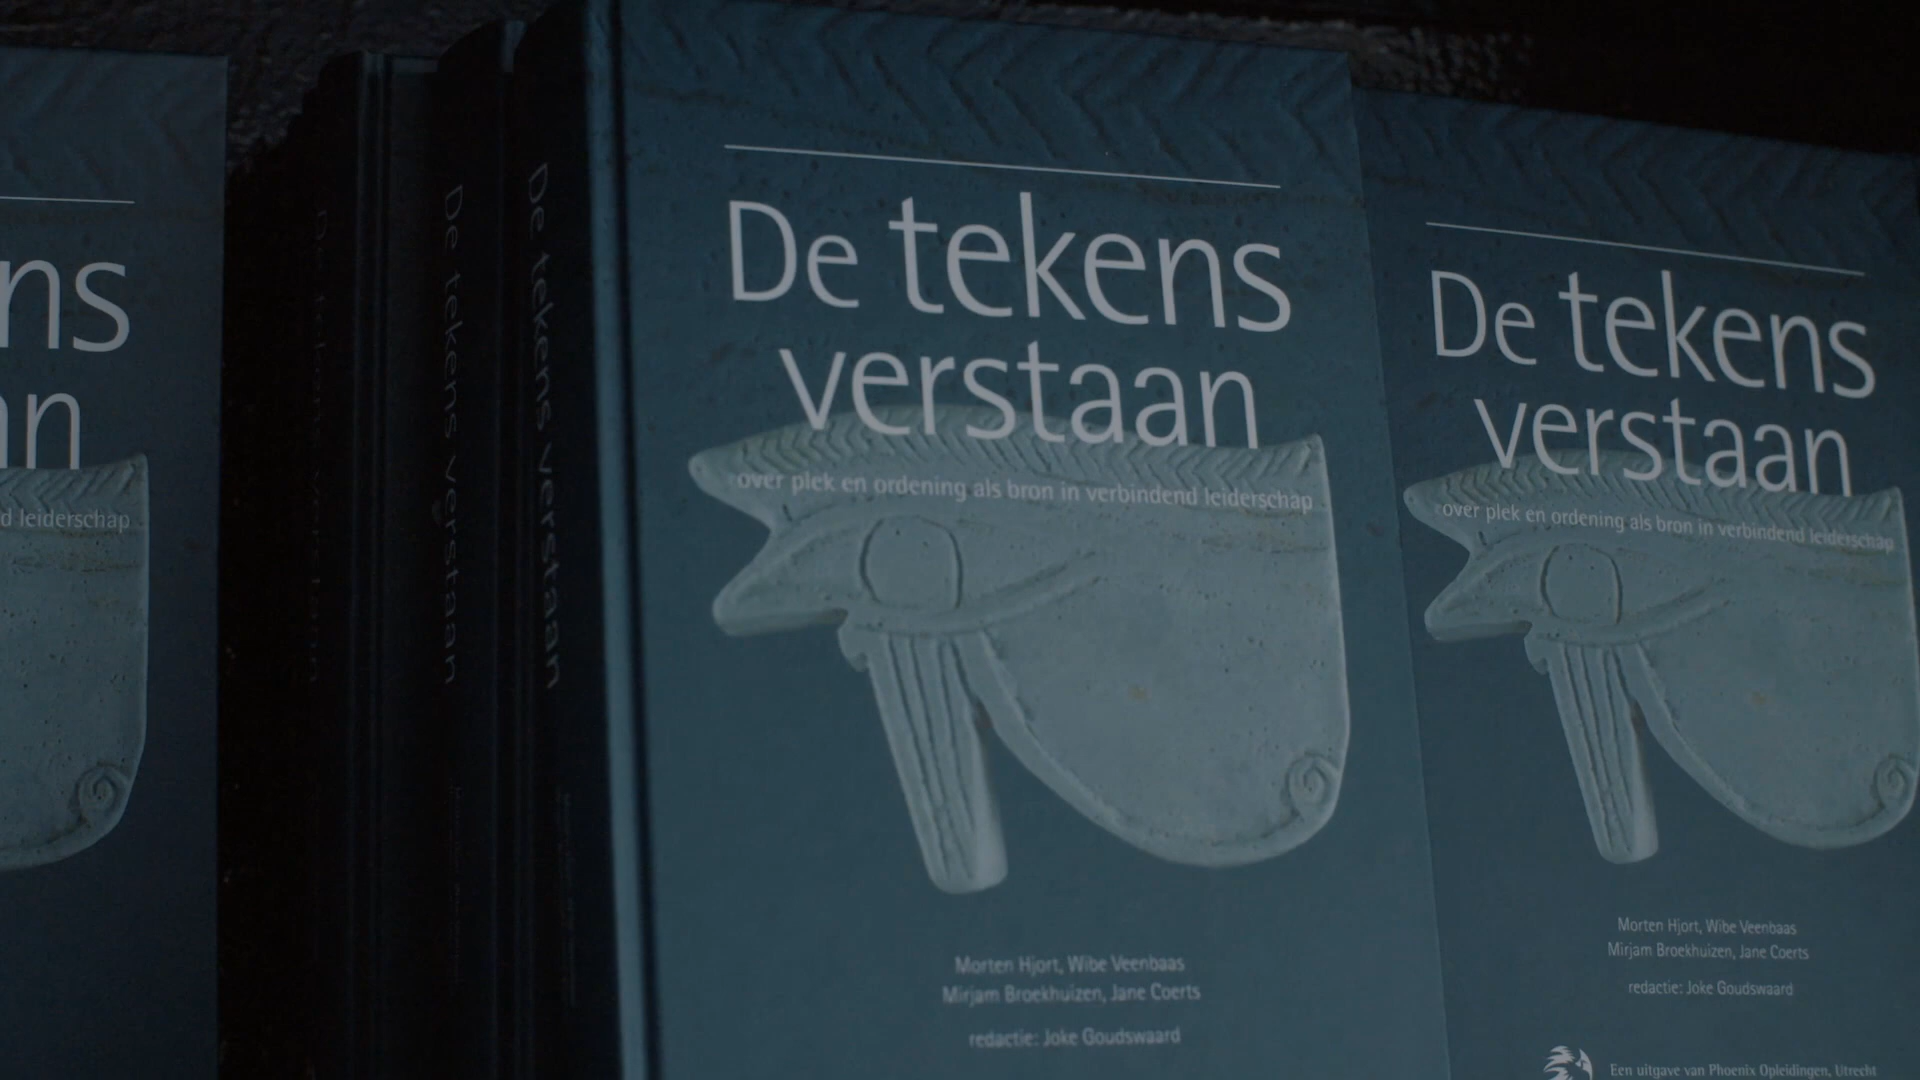 ns
an
d leiderschap
De tekens verstaan
De tekens verstaan
De tekens
verstaan
over plek en ordening als bron in verbindend leiderschap
Morten Hjort, Wibe Veenbaas
Mirjam Broekhuizen, Jane Coerts
redactie: Joke Goudswaard
De tekens
verstaan
over plek en ordening als bron in verbindend leiderschap
Morten Hjort, Wibe Veenbaas
Mirjam Broekhuizen, Jane Coerts
redactie: Joke Goudswaard
Een uitgave van Phoenix Opleidingen, Utrecht